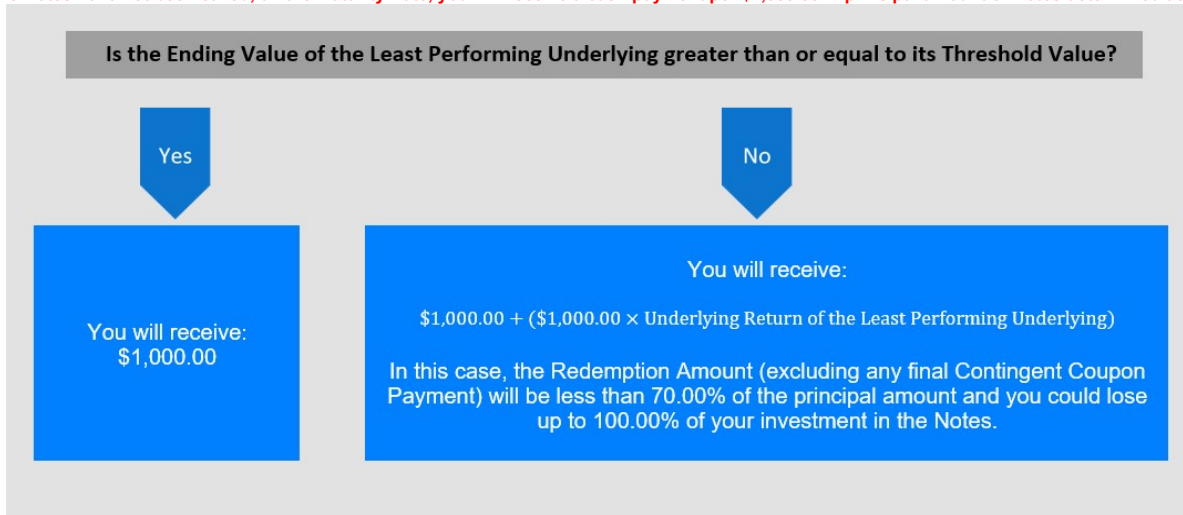 Is the Ending Value of the Least Performing Underlying greater than or equal to its Threshold Value?
Yes
No
You will receive:
$1,000.00
You will receive:
$1,000.00 + ($1,000.00 × Underlying Return of the Least Performing Underlying)
In this case, the Redemption Amount (excluding any final Contingent Coupon
Payment) will be less than 70.00% of the principal amount and you could lose
up to 100.00% of your investment in the Notes.